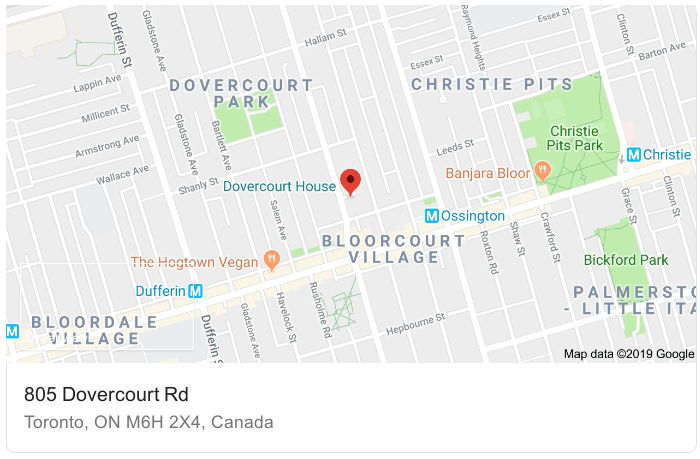 Dufferin St
Gladstone Ave
Hallam St
Raymond Heights
Essex St
Essex St
Clinton St
Barton Ave
Lappin Ave
DOVERCOURT
PARK
CHRISTIE PITS
Millicent St
Gladstone Ave
Bartlett Ave
Christie
Pits Park
Armstrong Ave
Leeds St
M Christie
Wallace Ave
Shanly St
Dovercourt House
Banjara Bloor
Clinton St
Grace St
Salem Ave
M Ossington
Crawford St
Shaw St
Roxton Rd
BLOORCOURT
VILLAGE
The Hogtown Vegan
Bickford Park
Dufferin M
PALMERSTO
- LITTLE ITA
Havelock St
Rusholme Rd
Gladstone Ave
Dufferin St
Hepbourne St
M
BLOORDALE
VILLAGE
Map data ©2019 Google
805 Dovercourt Rd
Toronto, ON M6H 2X4, Canada